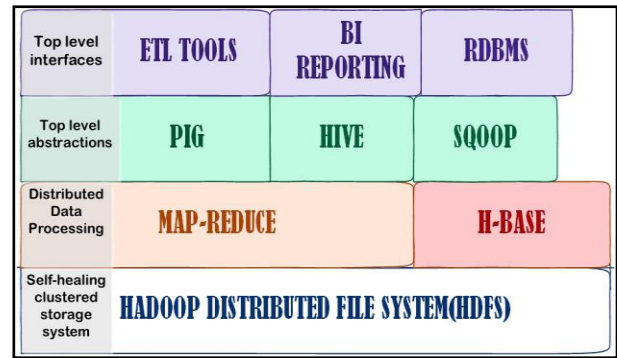 Top level
interfaces
ETL TOOLS
BI
REPORTING
RDBMS
Top level
abstractions
PIG
HIVE
SQOOP
Distributed
Data
Processing
MAP-REDUCE
H-BASE
Self-healing
clustered
storage
system
HADOOP DISTRIBUTED FILE SYSTEM(HDFS)